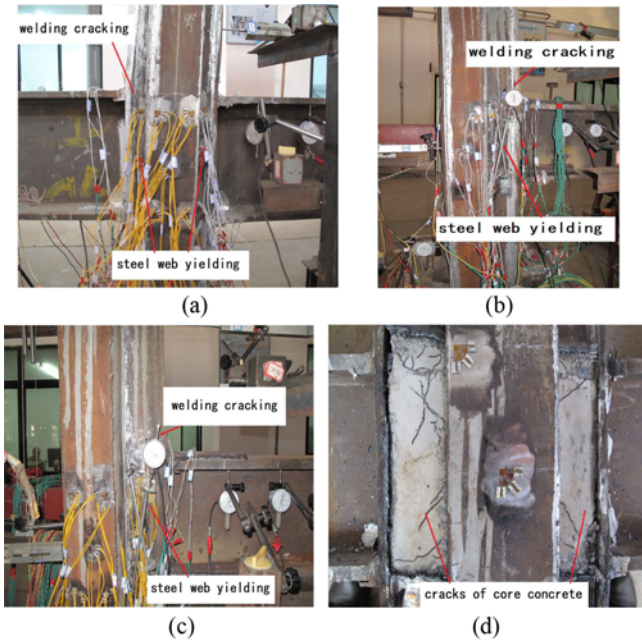 welding cracking
steel web yielding
(a)
welding cracking
steel web yielding
(b)
welding cracking
steel web yielding
(c)
cracks of core concrete
(d)